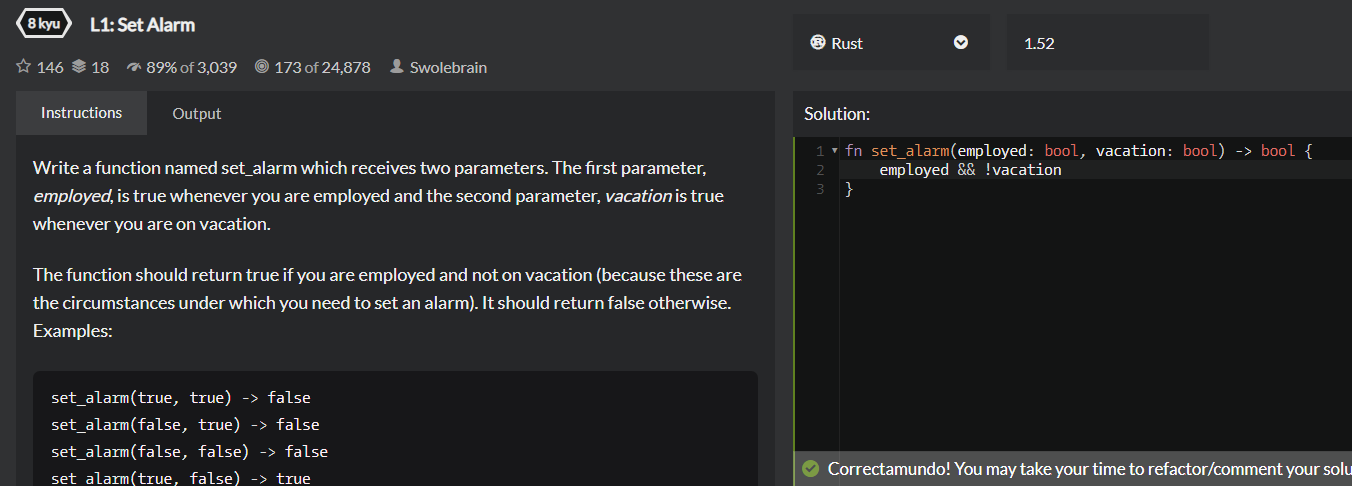 8 kyu
L1: Set Alarm
146 18 89% of 3,039 173 of 24,878 Swolebrain
Instructions Output
Write a function named set_alarm which receives two parameters. The first parameter,
employed, is true whenever you are employed and the second parameter, vacation is true
whenever you are on vacation.
The function should return true if you are employed and not on vacation (because these are
the circumstances under which you need to set an alarm). It should return false otherwise.
Examples:
set_alarm(true, true) -> false
set_alarm(false, true) -> false
set_alarm(false, false) -> false
set_alarm(true, false) -> true
Rust 1.52
Solution:
1 fn set_alarm(employed: bool, vacation: bool) -> bool {
2 employed && !vacation
3 }
Correctamundo! You may take your time to refactor/comment your solu